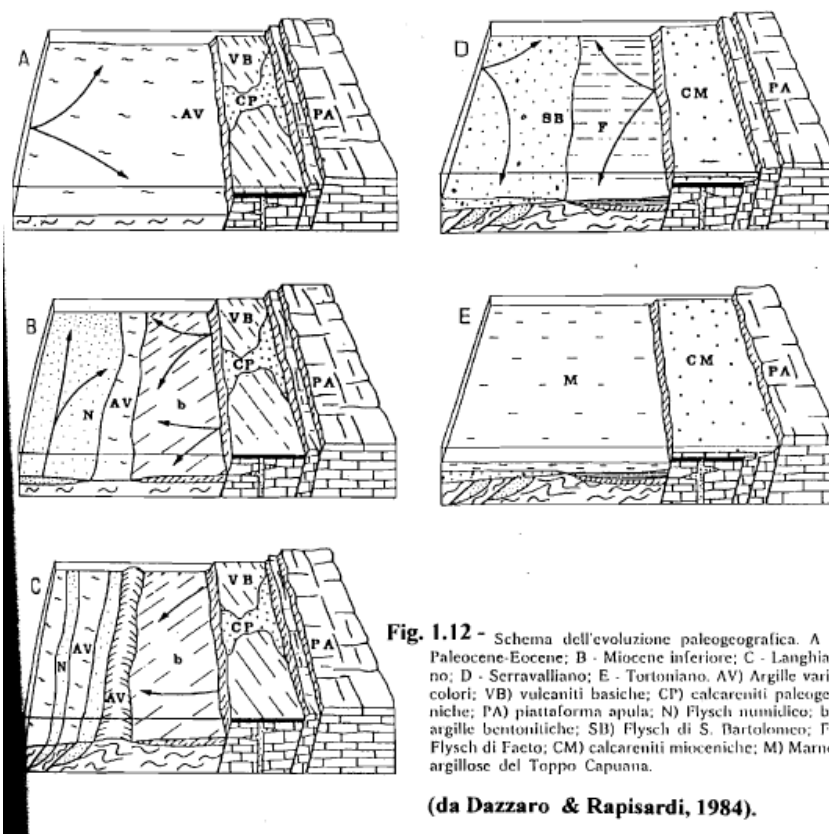 A
VB
AV
CP
PA
D
SB
F
CM
PA
B
VB
CP
PA
N
AV
b
E
M
CM
PA
C
VB
CP
PA
N
AV
AV
b
Fig. 1.12 - Schema dell'evoluzione paleogeografica. A
Paleocene-Eocene; B - Miocene inferiore; C - Langhia
no; D - Serravalliano; E - Tortoniano. AV) Argille vari
colori; VB) vulcaniti basiche; CP) calcareniti paleoge
niche; PA) piattaforma apula; N) Flysch numidico; b
argille bentonitiche; SB) Flysch di S. Bartolomeo; F
Flysch di Faeto; CM) calcareniti mioceniche; M) Marne
argillose del Toppo Capuana.
(da Dazzaro & Rapisardi, 1984).